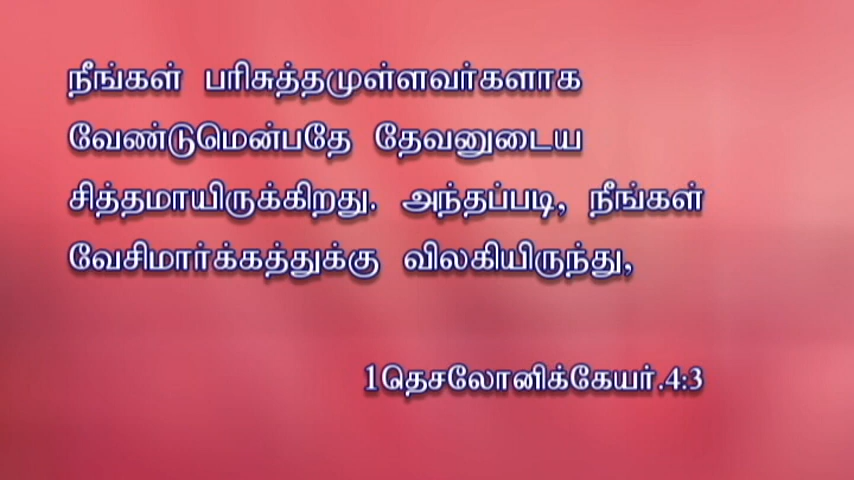 நீங்கள் பரிசுத்தமுள்ளவர்களாக
வேண்டுமென்பதே தேவனுடைய
சித்தமாயிருக்கிறது. அந்தப்படி, நீங்கள்
வேசிமார்க்கத்துக்கு விலகியிருந்து,
1தெசலோனிக்கேயர்.4:3